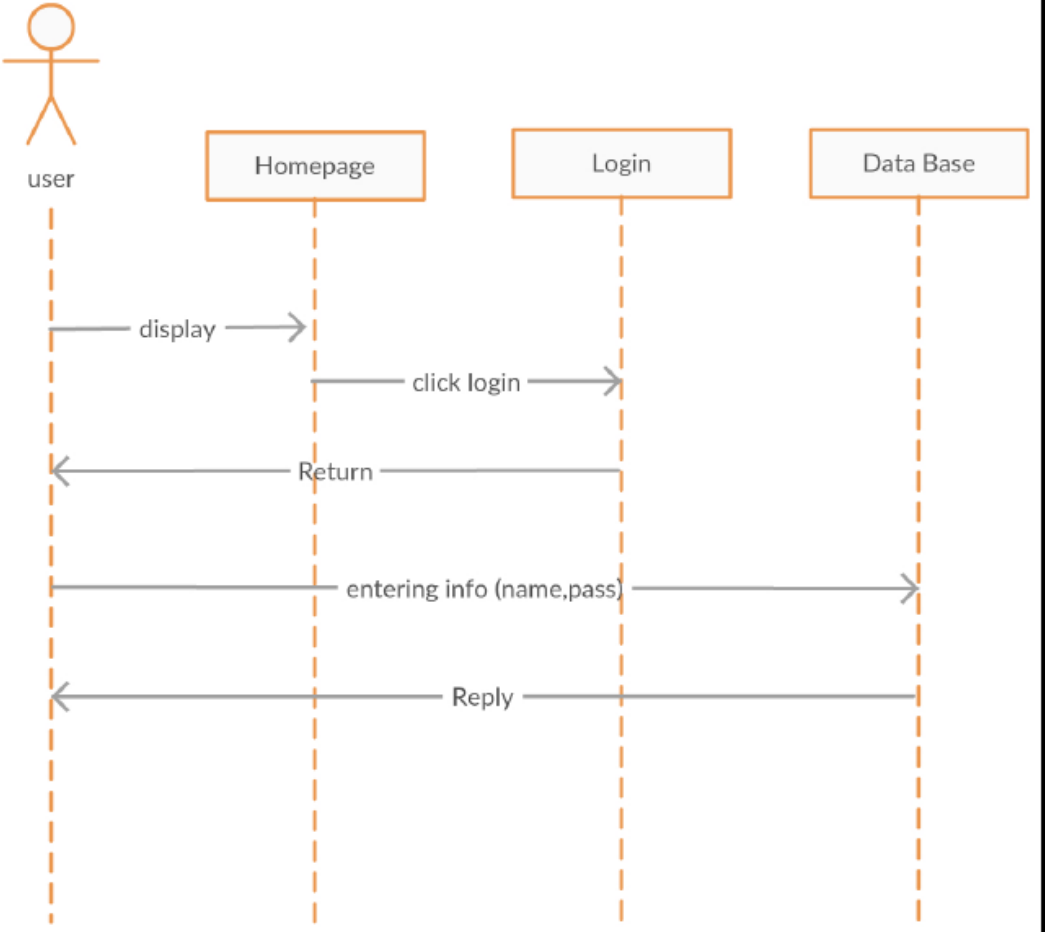 user
Homepage
Login
Data Base
display
click login
Return
entering info (name,pass)
Reply